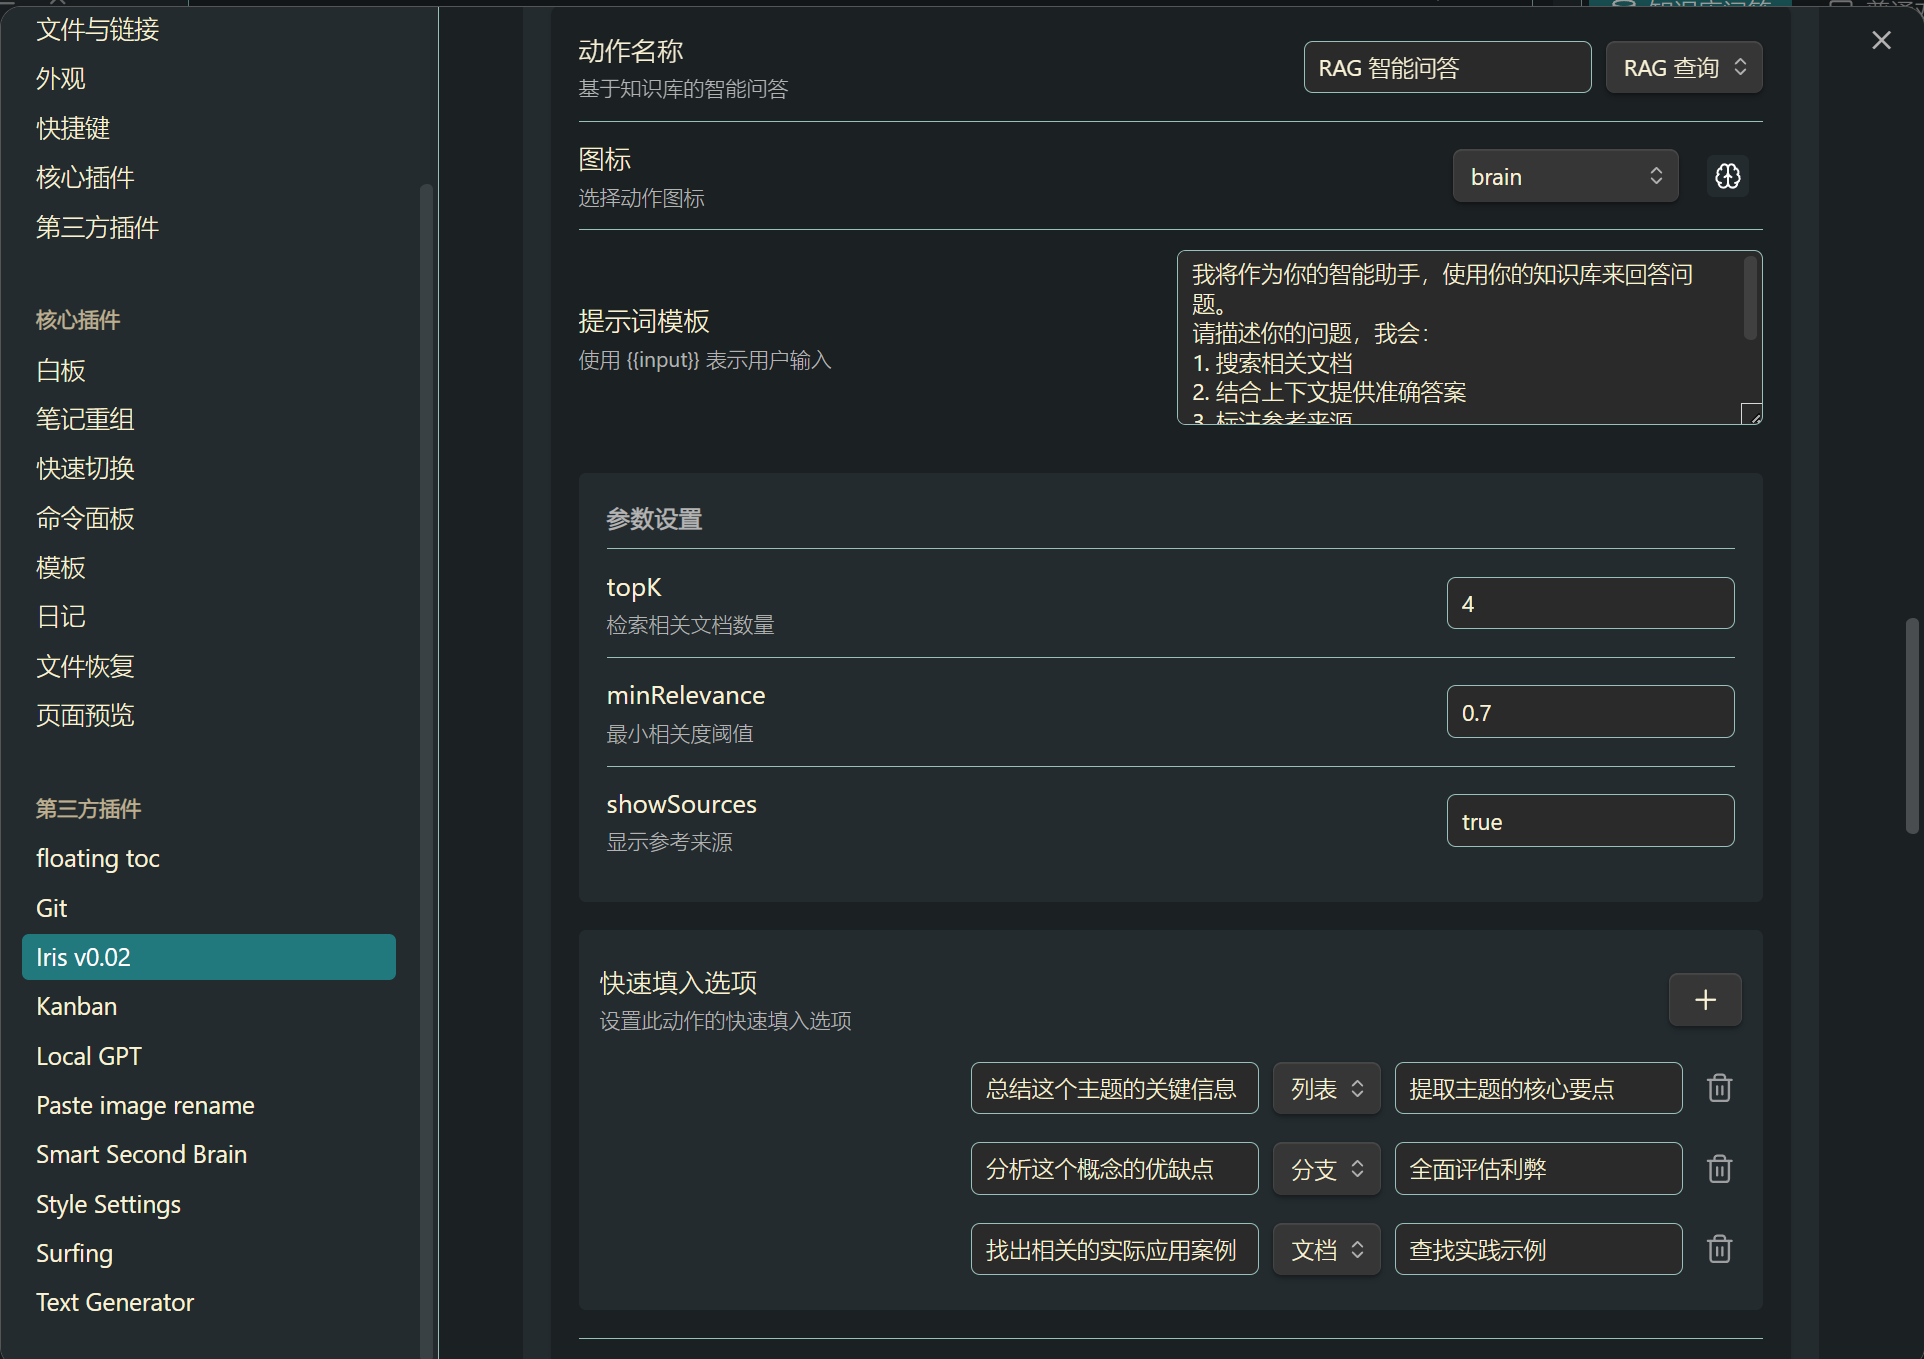 文件与链接
外观
快捷键
核心插件
第三方插件
核心插件
白板
笔记重组
快速切换
命令面板
模板
日记
文件恢复
页面预览
第三方插件
floating toc
Git
Iris v0.02
Kanban
Local GPT
Paste image rename
Smart Second Brain
Style Settings
Surfing
Text Generator
动作名称
基于知识库的智能问答
RAG 智能问答
RAG 查询
图标
选择动作图标
brain
提示词模板
使用 {{input}} 表示用户输入
我将作为你的智能助手，使用你的知识库来回答问
题。
请描述你的问题，我会：
1. 搜索相关文档
2. 结合上下文提供准确答案
3. 标注参考来源
参数设置
topK
检索相关文档数量
4
minRelevance
最小相关度阈值
0.7
showSources
显示参考来源
true
快速填入选项
设置此动作的快速填入选项
总结这个主题的关键信息
列表
提取主题的核心要点
分析这个概念的优缺点
分支
全面评估利弊
找出相关的实际应用案例
文档
查找实践示例